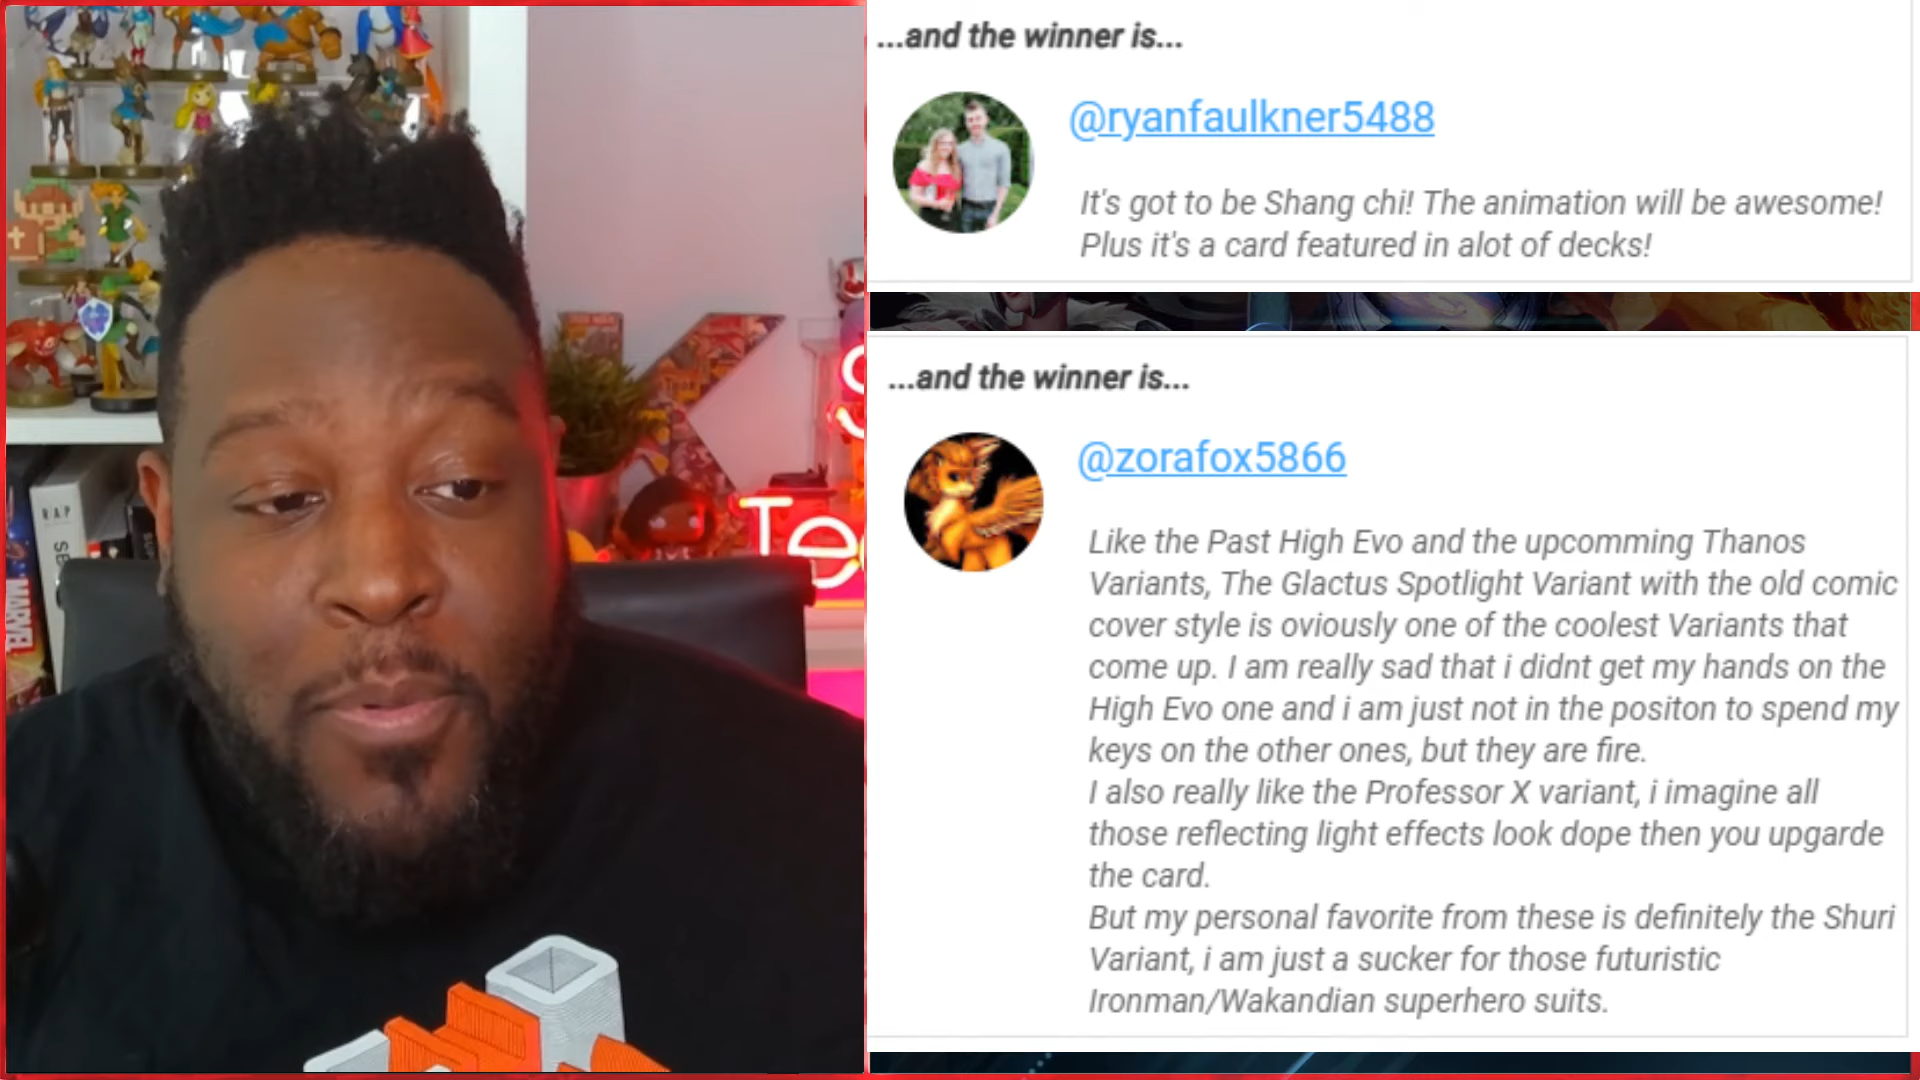 RAP
MARVEL
Te
...and the winner is...
@ryanfaulkner5488
It's got to be Shang chi! The animation will be awesome!
Plus it's a card featured in alot of decks!
...and the winner is...
@zorafox5866
Like the Past High Evo and the upcomming Thanos
Variants, The Glactus Spotlight Variant with the old comic
cover style is oviously one of the coolest Variants that
come up. I am really sad that i didnt get my hands on the
High Evo one and i am just not in the positon to spend my
keys on the other ones, but they are fire.
I also really like the Professor X variant, i imagine all
those reflecting light effects look dope then you upgarde
the card.
But my personal favorite from these is definitely the Shuri
Variant, i am just a sucker for those futuristic
Ironman/Wakandian superhero suits.